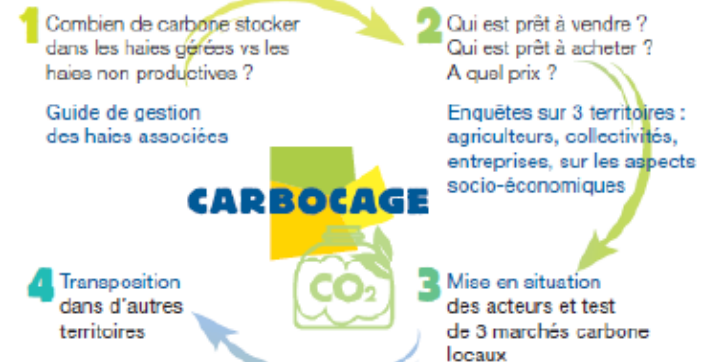 1 Combien de carbone stocker
dans les haies gérées vs les
haies non productives ?
Guide de gestion
des haies associées
2 Qui est prêt à vendre ?
Qui est prêt à acheter ?
A quel prix ?
Enquêtes sur 3 territoires :
agriculteurs, collectivités,
entreprises, sur les aspects
socio-économiques
CARBOCAGE
CO2
3 Mise en situation
des acteurs et test
de 3 marchés carbone
locaux
4 Transposition
dans d'autres
territoires